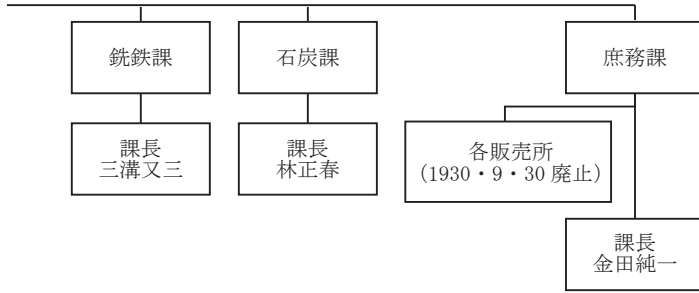 銑鉄課
石炭課
庶務課
課長
三溝又三
課長
林正春
各販売所
(1930・9・30 廃止)
課長
金田純一